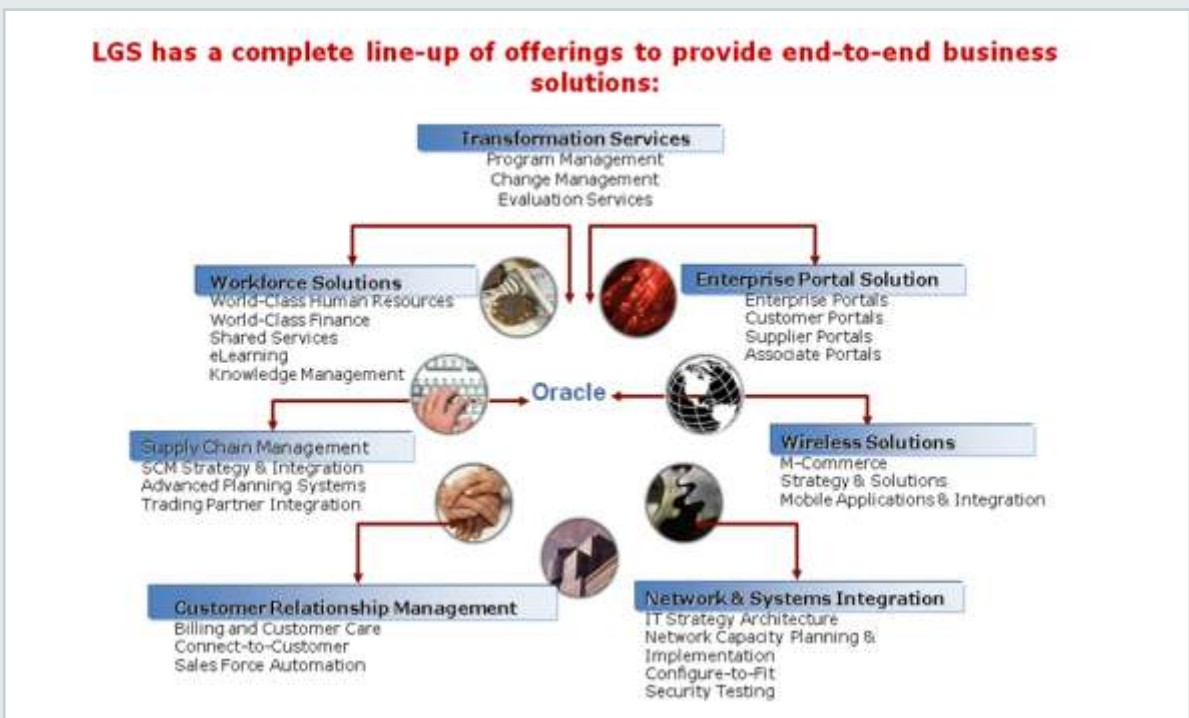 LGS has a complete line-up of offerings to provide end-to-end business
solutions:
Transformation Services
Program Management
Change Management
Evaluation Services
Workforce Solutions
World-Class Human Resources
World-Class Finance
Shared Services
eLearning
Knowledge Management
Enterprise Portal Solution
Enterprise Portals
Customer Portals
Supplier Portals
Associate Portals
Oracle
Supply Chain Management
SCM Strategy & Integration
Advanced Planning Systems
Trading Partner Integration
Wireless Solutions
M-Commerce
Strategy & Solutions
Mobile Applications & Integration
Customer Relationship Management
Billing and Customer Care
Connect-to-Customer
Sales Force Automation
Network & Systems Integration
IT Strategy Architecture
Network Capacity Planning &
Implementation
Configure-to-Fit
Security Testing